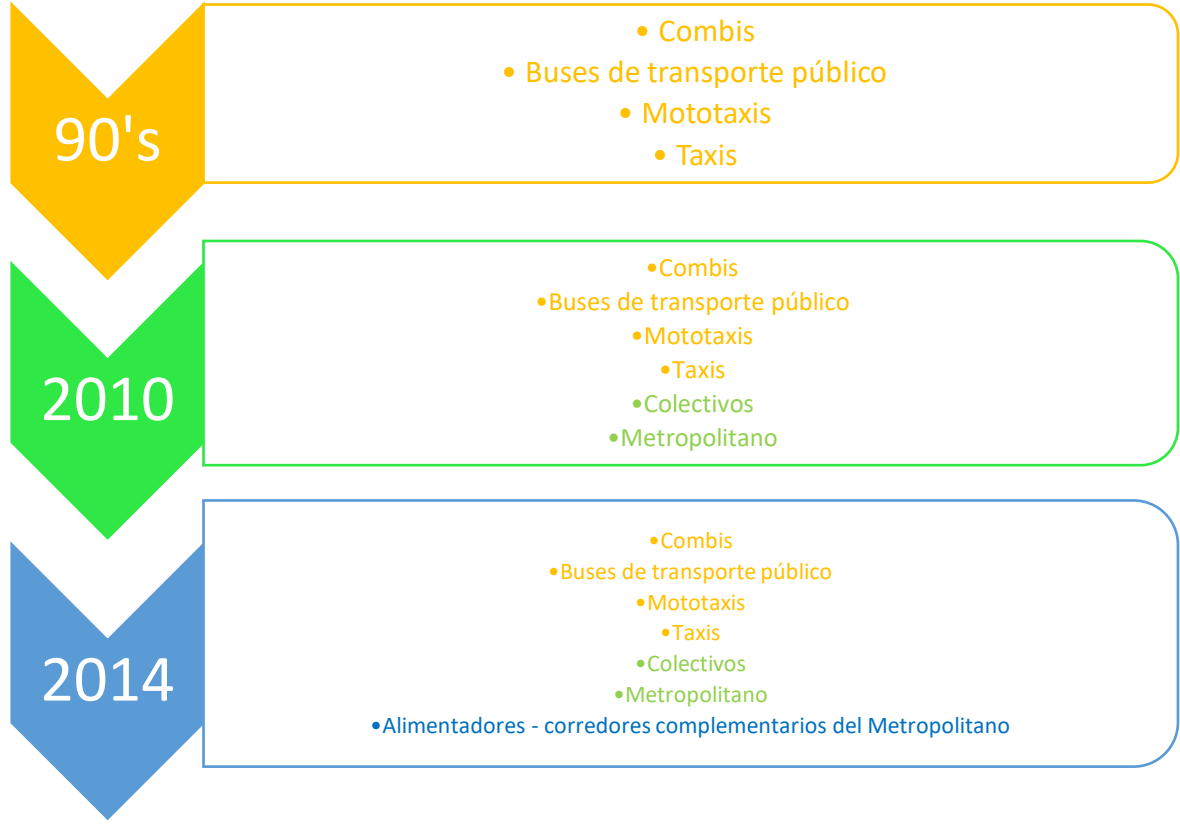 90's
• Combis
• Buses de transporte público
• Mototaxis
• Taxis
2010
•Combis
•Buses de transporte público
•Mototaxis
•Taxis
•Colectivos
•Metropolitano
2014
•Combis
•Buses de transporte público
•Mototaxis
•Taxis
•Colectivos
•Metropolitano
•Alimentadores - corredores complementarios del Metropolitano